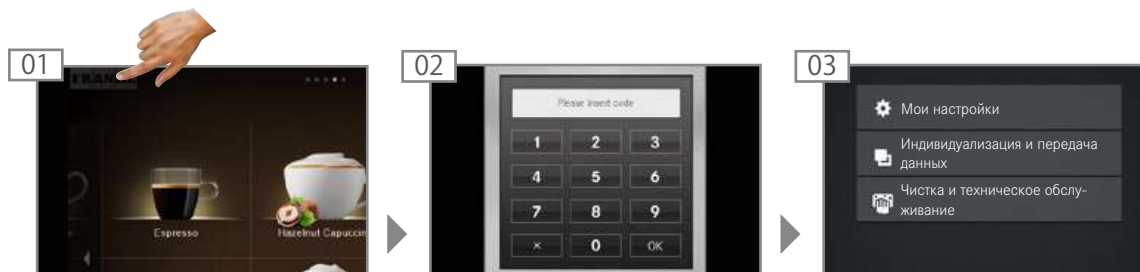 01
FRANKE
Espresso
Hazelnut Capuccin
02
Please insert code
1 2 3
4 5 6
7 8 9
× 0 OK
03
Мои настройки
Индивидуализация и передача
данных
Чистка и техническое обслу-
живание